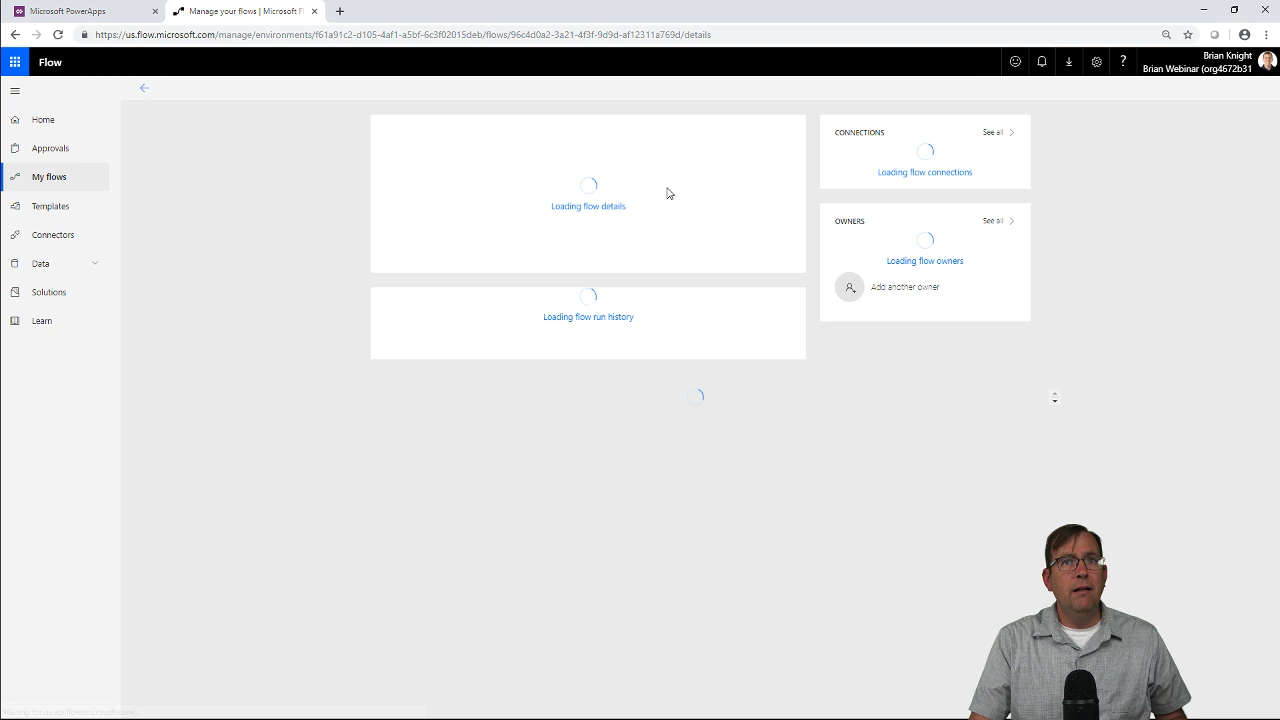 Microsoft PowerApps
Manage your flows | Microsoft Fl
https://us.flow.microsoft.com/manage/environments/f61a91c2-d105-4af1-a5bf-6c3f02015deb/flows/96c4d0a2-3a21-4f3f-9d9d-af12311a769d/details
Flow
Brian Knight
Brian Webinar (org4672b31
Home
Approvals
My flows
Templates
Connectors
Data
Solutions
Learn
Loading flow details
Loading flow run history
CONNECTIONS
See all
Loading flow connections
OWNERS
See all
Loading flow owners
Add another owner